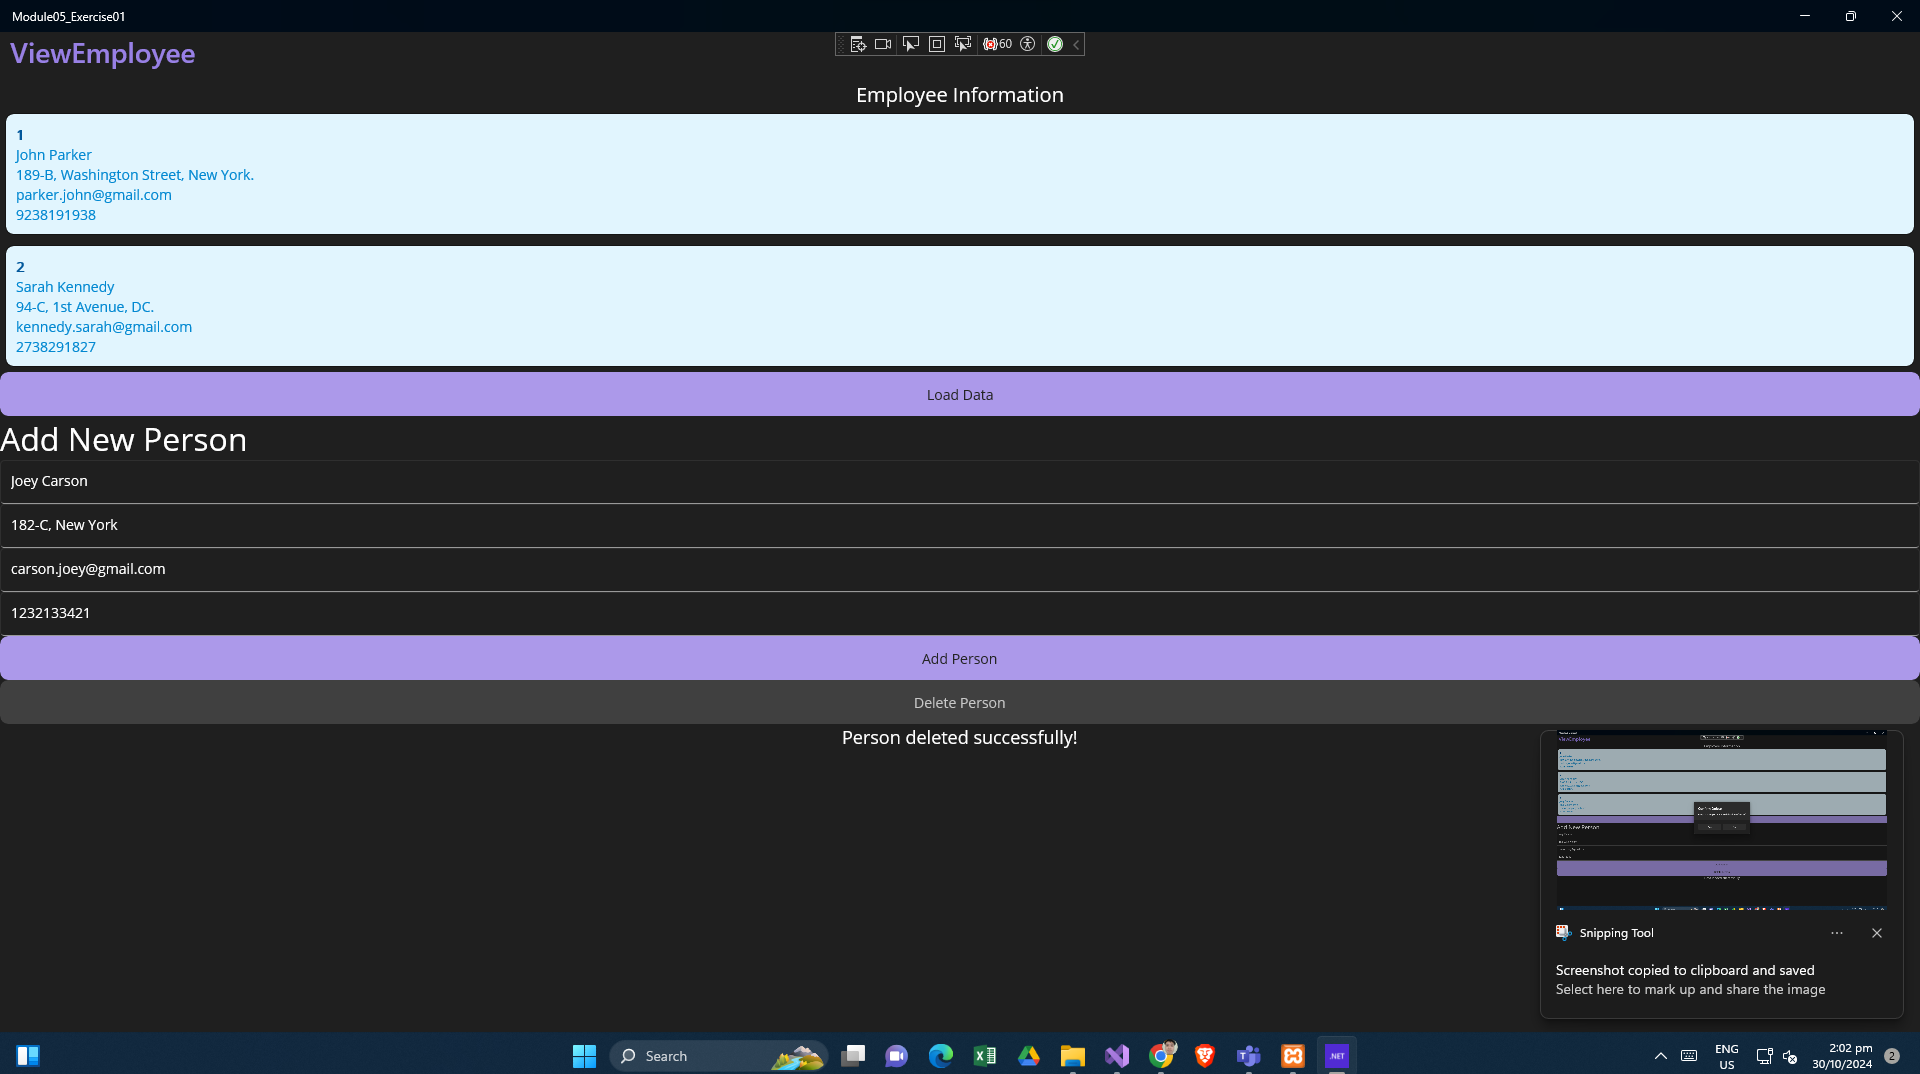 Module05_Exercise01
ViewEmployee
60
Employee Information
1
John Parker
189-B, Washington Street, New York.
parker.john@gmail.com
9238191938
2
Sarah Kennedy
94-C, 1st Avenue, DC.
kennedy.sarah@gmail.com
2738291827
Load Data
Add New Person
Joey Carson
182-C, New York
carson.joey@gmail.com
1232133421
Add Person
Delete Person
Person deleted successfully!
ViewEmployee
Add New Person
Snipping Tool
Screenshot copied to clipboard and saved
Select here to mark up and share the image
Search
.NET
ENG
US
2:02 pm
30/10/2024
2